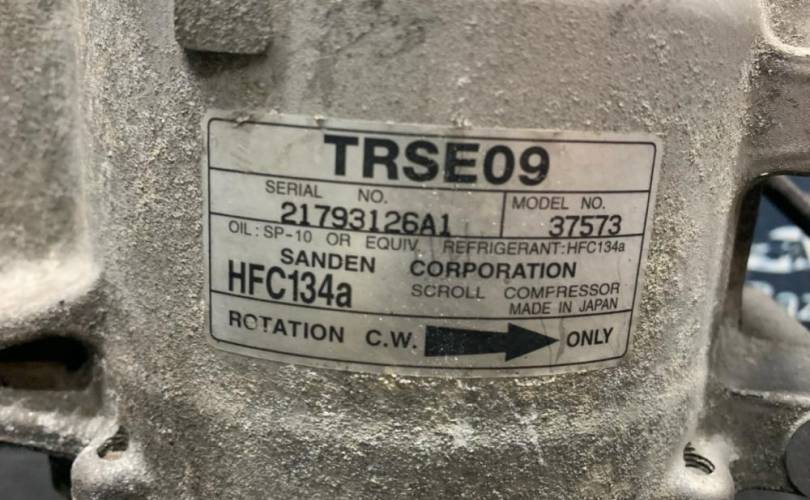 TRSE09
SERIAL NO.
21793126A1
MODEL NO.
37573
OIL: SP-10 OR EQUIV. REFRIGERANT: HFC134a
SANDEN CORPORATION
HFC134a SCROLL COMPRESSOR
MADE IN JAPAN
ROTATION C.W. ONLY